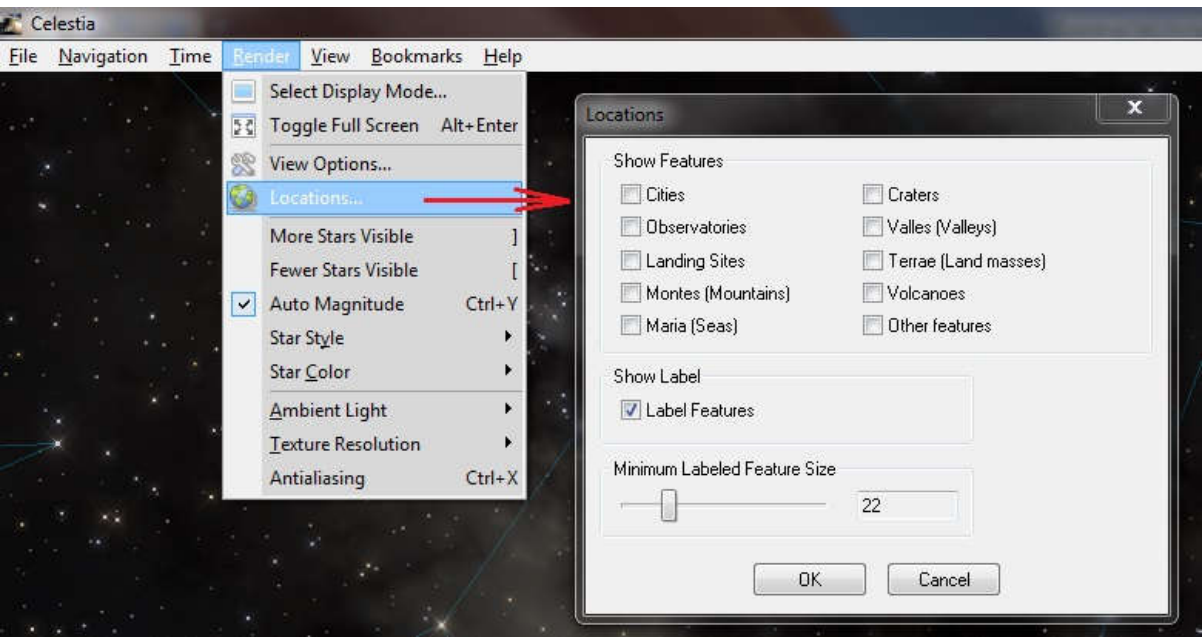 Celestia
File Navigation Time Render View Bookmarks Help
Select Display Mode...
Toggle Full Screen Alt+Enter
View Options...
Locations...
More Stars Visible ]
Fewer Stars Visible [
Auto Magnitude Ctrl+Y
Star Style
Star Color
Ambient Light
Texture Resolution
Antialiasing Ctrl+X
Locations x
Show Features
Cities Craters
Observatories Valles (Valleys)
Landing Sites Terrae (Land masses)
Montes (Mountains) Volcanoes
Maria (Seas) Other features
Show Label
Label Features
Minimum Labeled Feature Size
22
OK Cancel